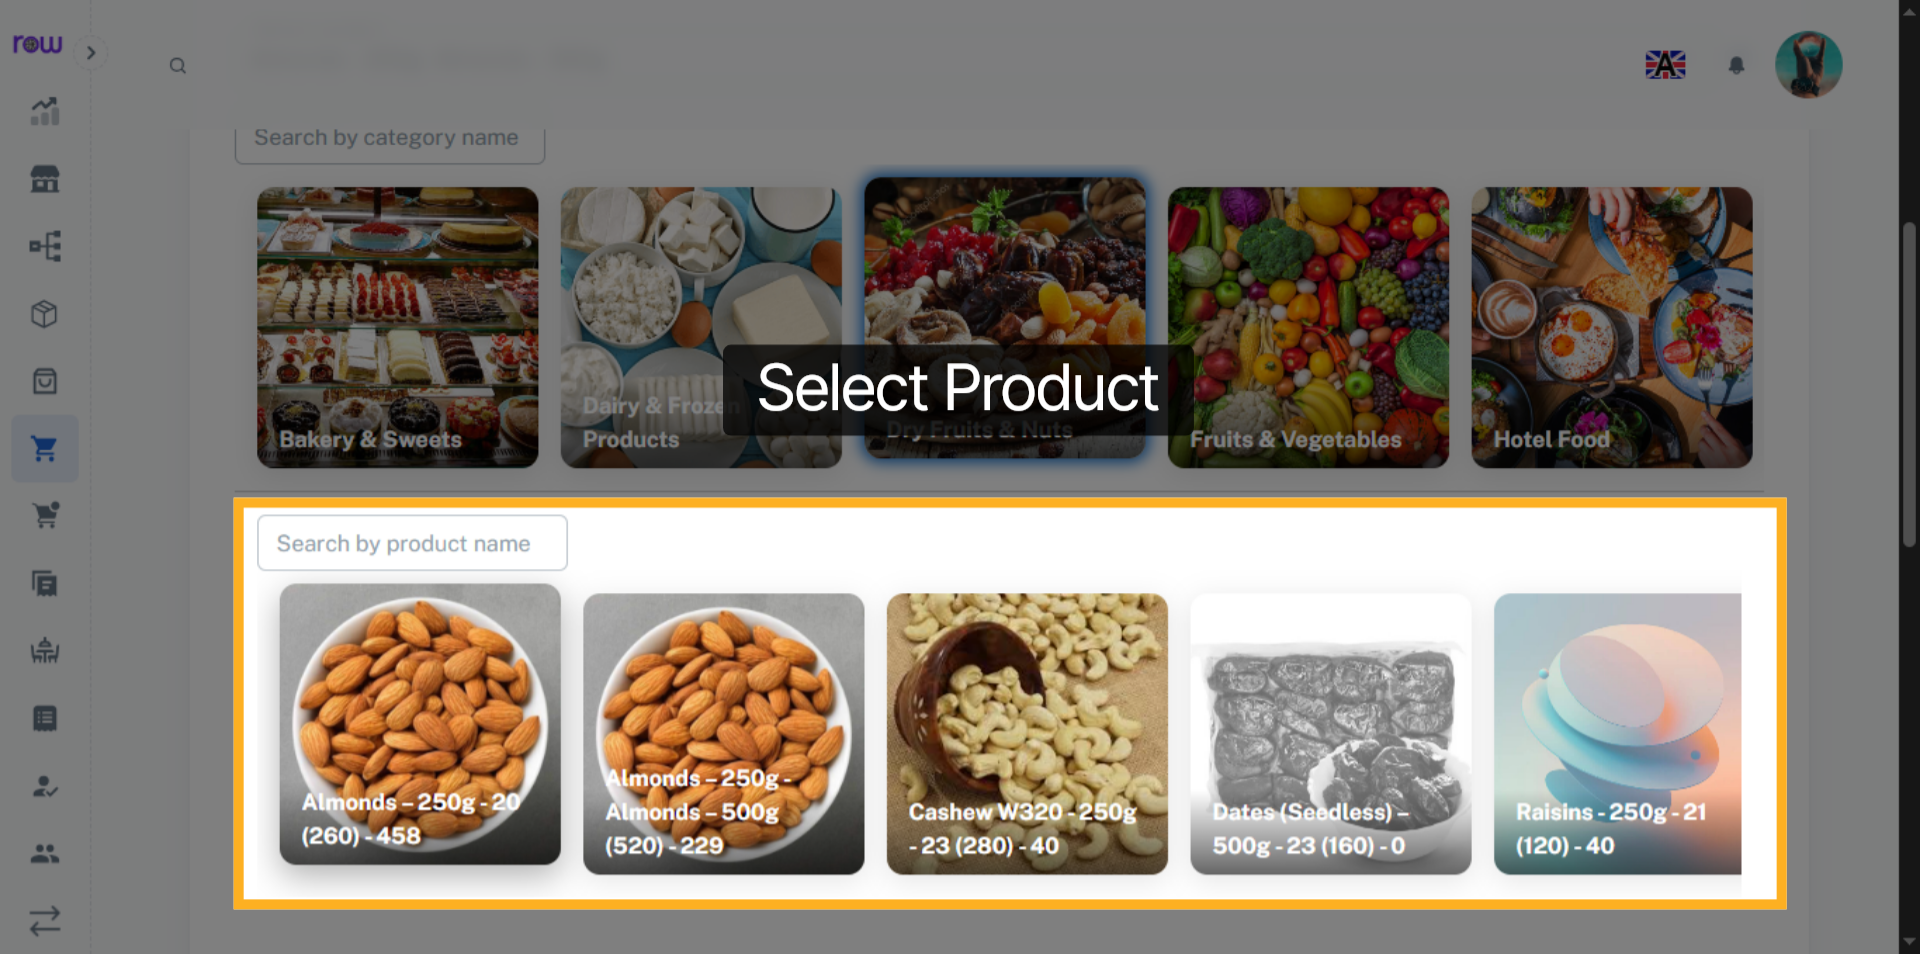 row
A
Search by category name
Bakery & Sweets
Dairy & Frozen
Products
Dry Fruits & Nuts
Fruits & Vegetables
Hotel Food
Select Product
Search by product name
Almonds – 250g - 20
(260) - 458
Almonds – 250g -
Almonds – 500g
(520) - 229
Cashew W320 - 250g
- 23 (280) - 40
Dates (Seedless) –
500g - 23 (160) - 0
Raisins - 250g - 21
(120) - 40